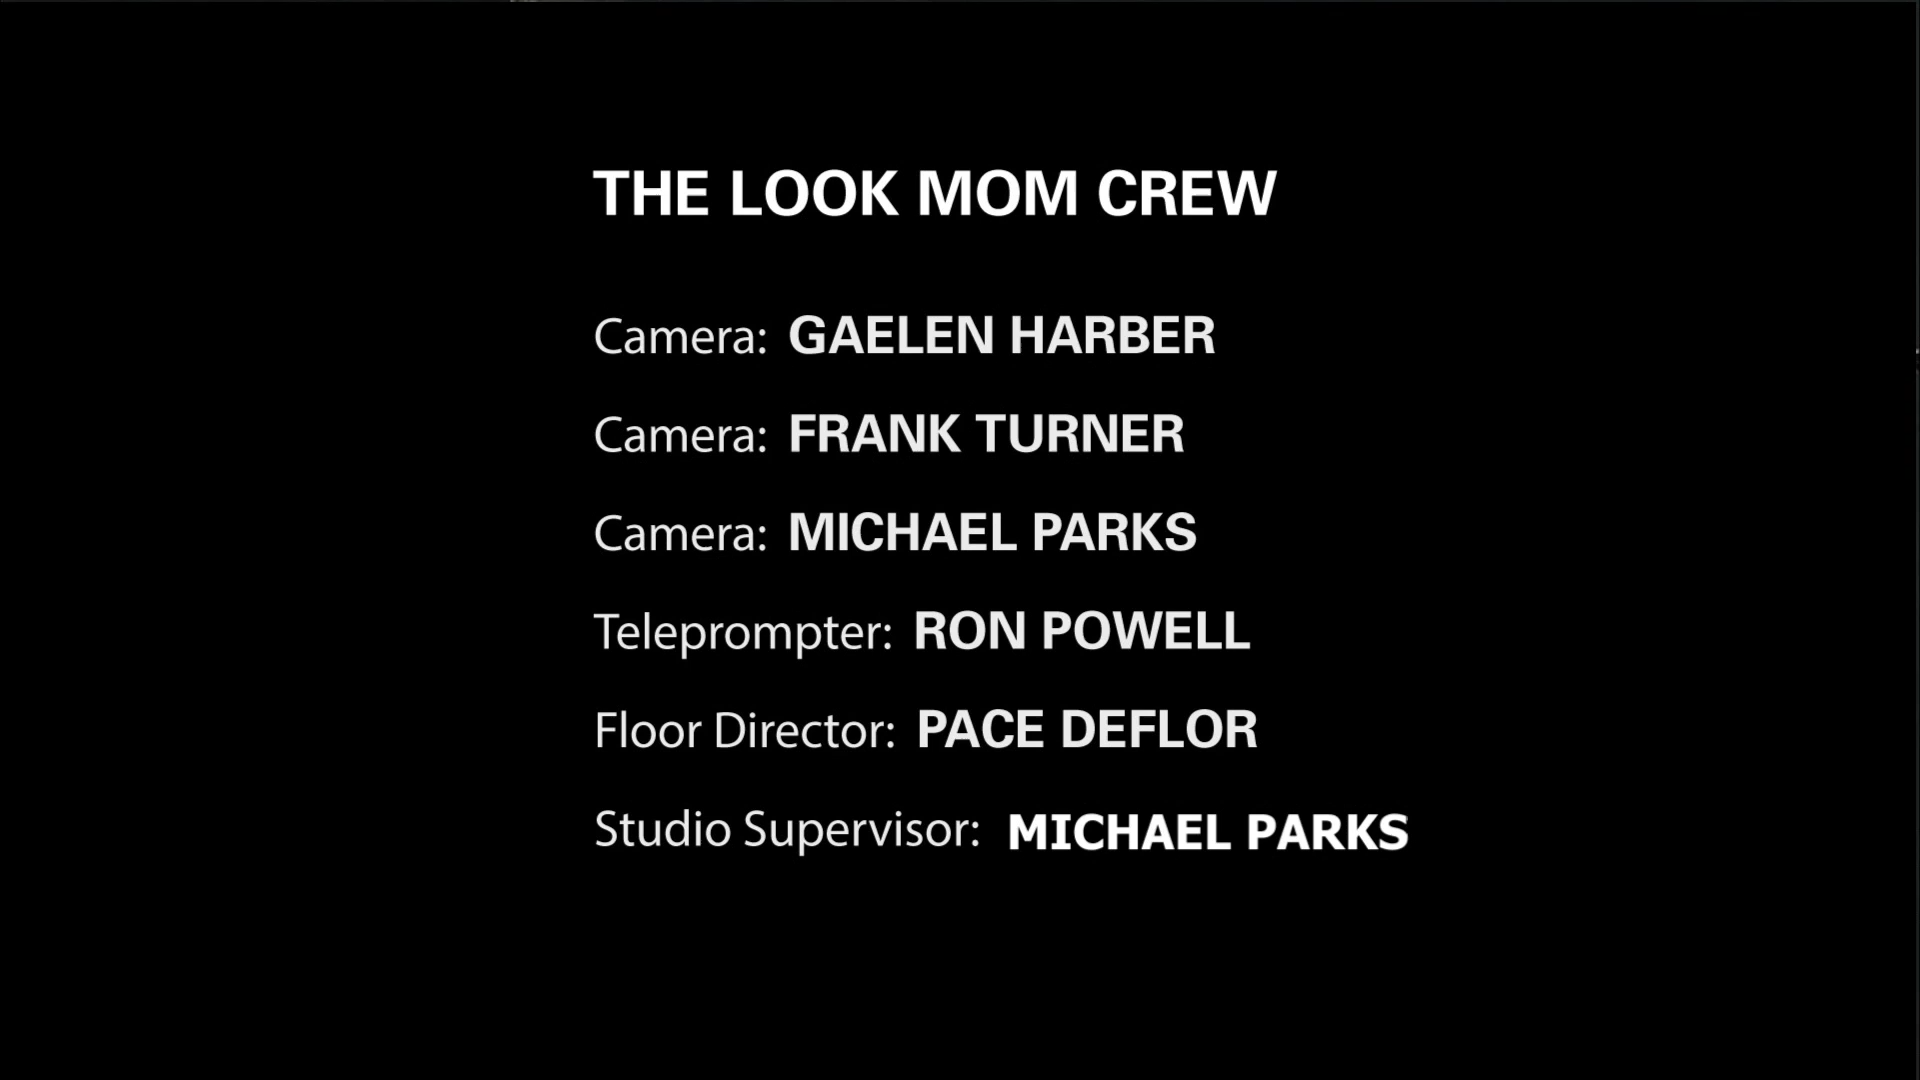 THE LOOK MOM CREW
Camera: GAELEN HARBER
Camera: FRANK TURNER
Camera: MICHAEL PARKS
Teleprompter: RON POWELL
Floor Director: PACE DEFLOR
Studio Supervisor: MICHAEL PARKS